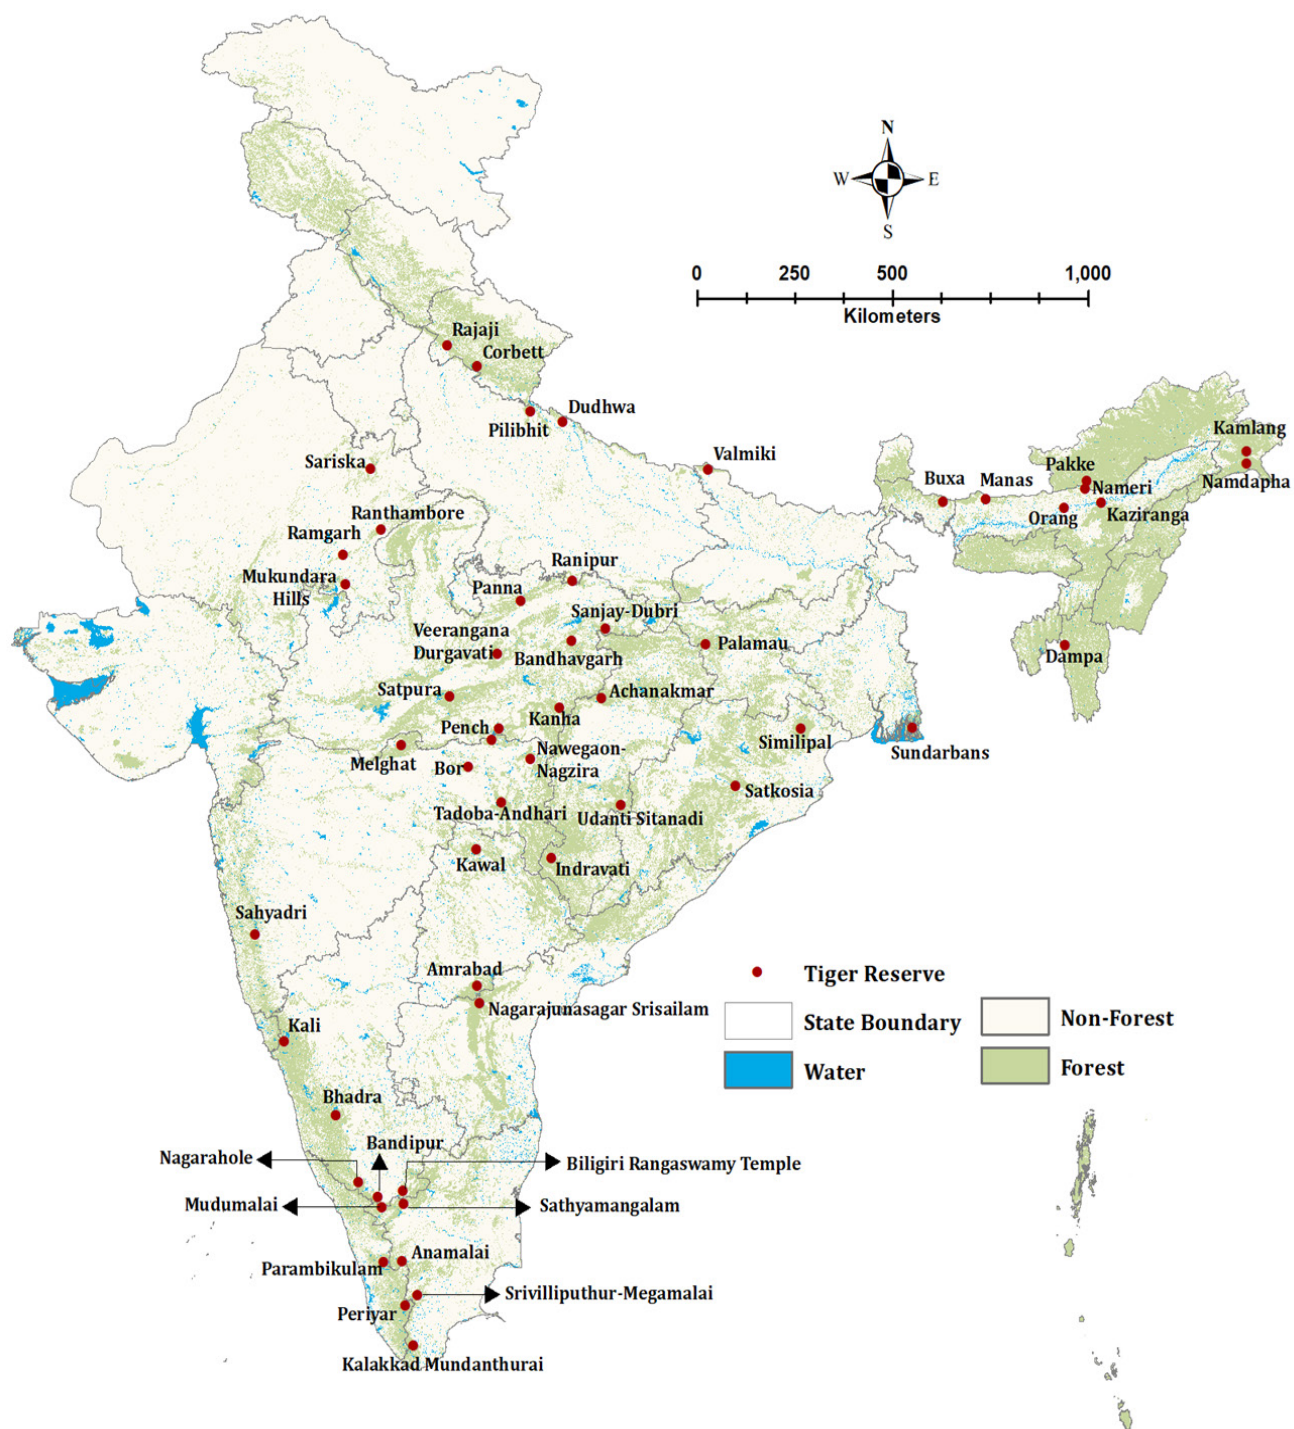 N
W
E
S
0
250
500
1,000
Kilometers
Rajaji
Corbett
Dudhwa
Pilibhit
Valmiki
Sariska
Kamlang
Pakke
Buxa
Manas
Namdapha
Nameri
Orang
Kaziranga
Ranthambore
Ramgarh
Mukundara
Hills
Ranipur
Panna
Sanjay-Dubri
Veerangana
Durgavati
Bandhavgarh
Palamau
Dampa
Satpura
Achanakmar
Kanha
Pench
Similipal
Sundarbans
Melghat
Bor
Nawegaon-
Nagzira
Satkosia
Tadoba-Andhari
Udanti Sitanadi
Kawal
Indravati
Sahyadri
Amrabad
Nagarajunasagar Srisailam
Tiger Reserve
State Boundary
Water
Non-Forest
Forest
Kali
Bhadra
Bandipur
Nagarahole
Biligiri Rangaswamy Temple
Mudumalai
Sathyamangalam
Anamalai
Parambikulam
Srivilliputhur-Megamalai
Periyar
Kalakkad Mundanthurai